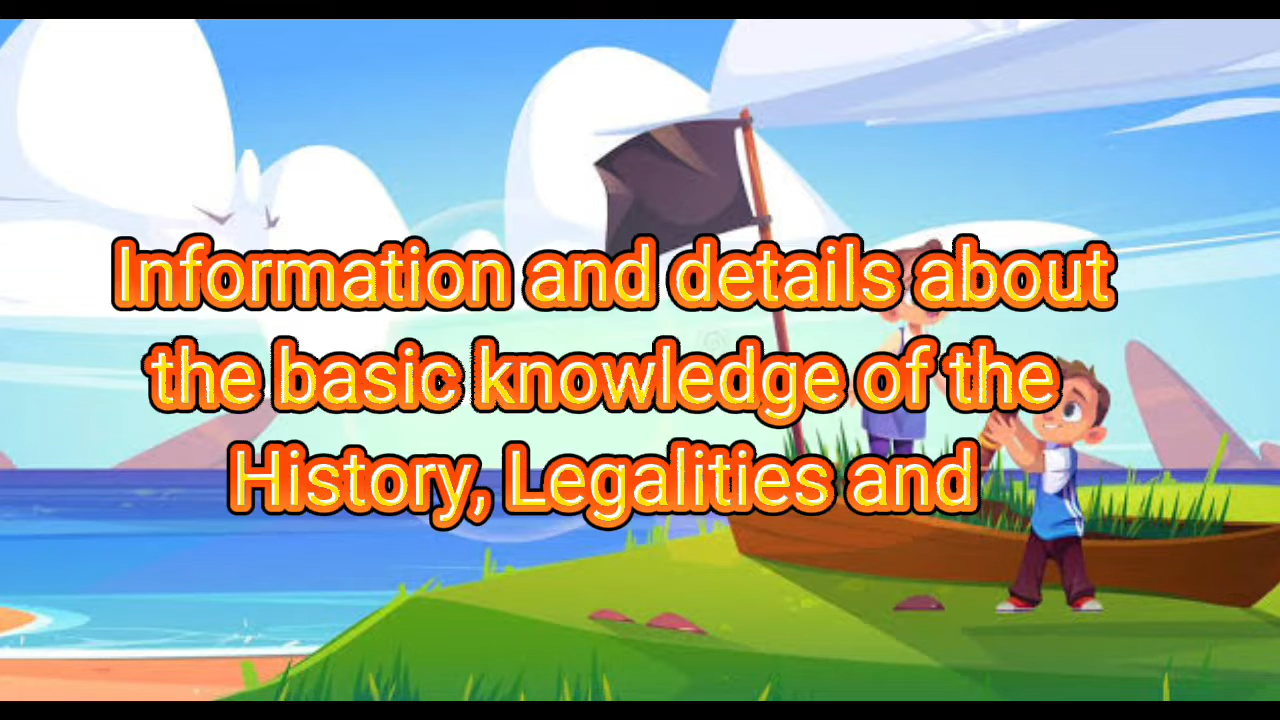 Information and details about
the basic knowledge of the
History, Legalities and